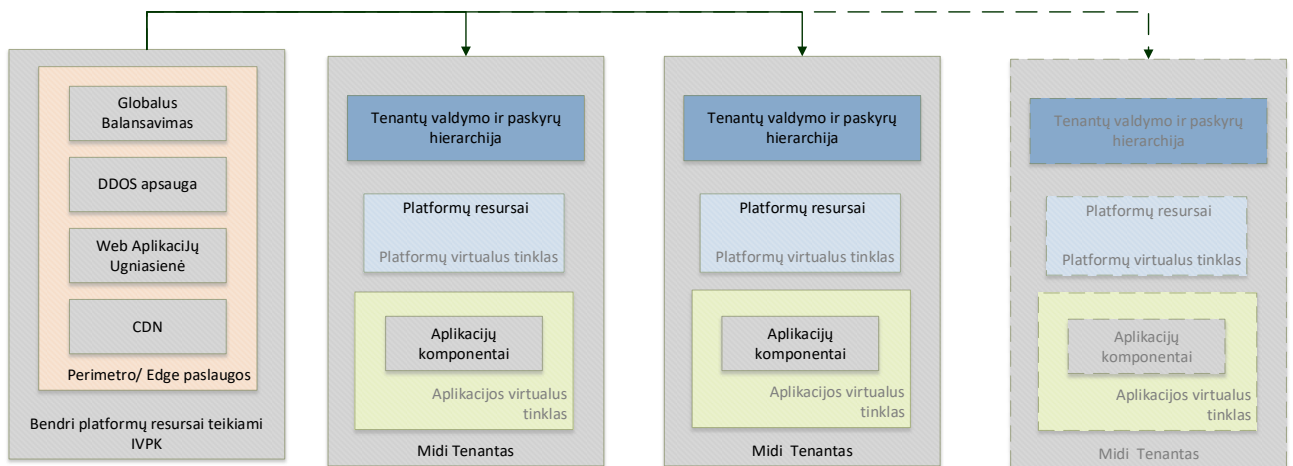 Globalus
Balansavimas
DDOS apsauga
Web AplikaciJų
Ugniasienė
CDN
Perimetro/ Edge paslaugos
Bendri platformų resursai teikiami
IVPK
Tenantų valdymo ir paskyrų
hierarchija
Platformų resursai
Platformų virtualus tinklas
Aplikacijų
komponentai
Aplikacijos virtualus
tinklas
Midi Tenantas
Tenantų valdymo ir paskyrų
hierarchija
Platformų resursai
Platformų virtualus tinklas
Aplikacijų
komponentai
Aplikacijos virtualus
tinklas
Midi Tenantas
Tenantų valdymo ir paskyrų
hierarchija
Platformų resursai
Platformų virtualus tinklas
Aplikacijų
komponentai
Aplikacijos virtualus
tinklas
Midi Tenantas